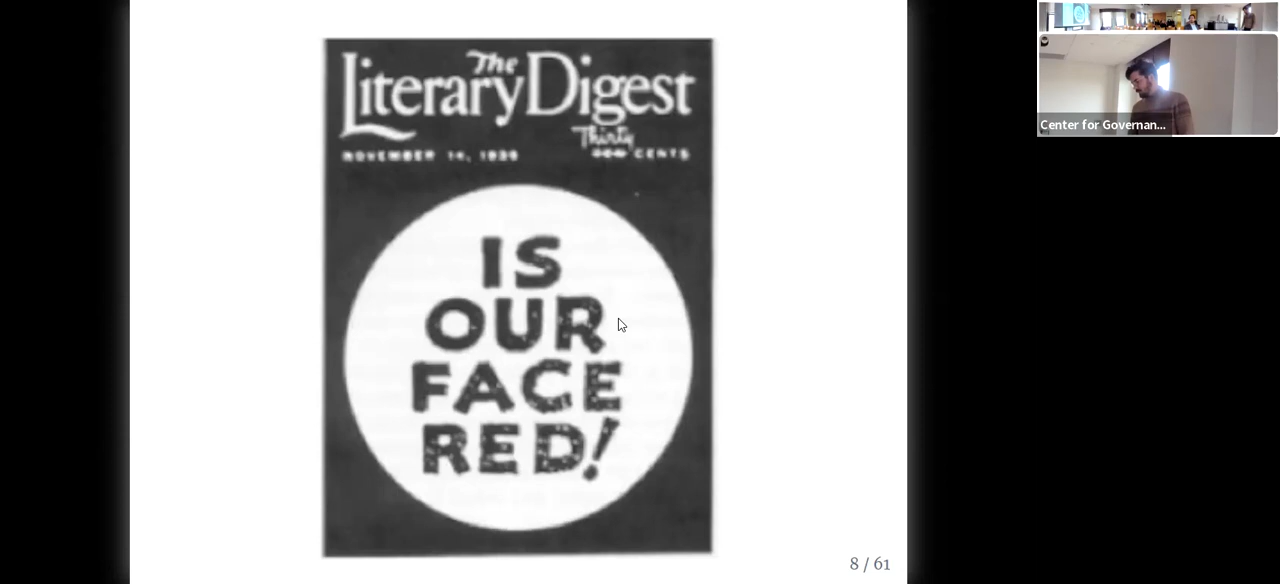 The
Literary Digest
Thirty
NOVEMBER 14, 1936 CENTS
IS
OUR
FACE
RED!
8 / 61
Center for Governan...